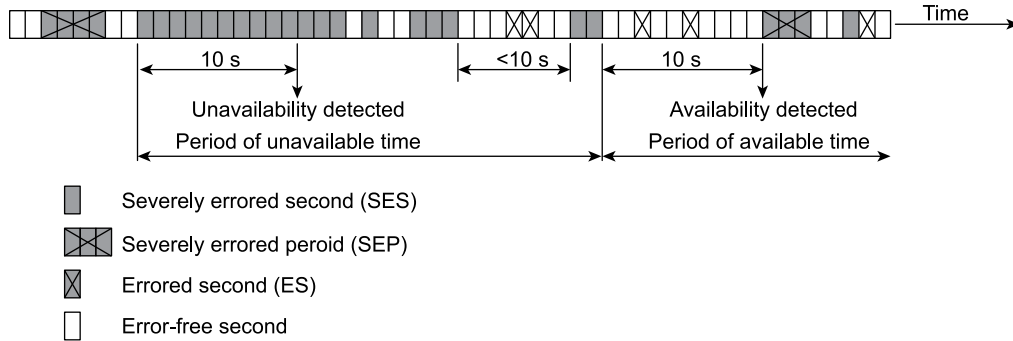 Time
10 s
<10 s
10 s
Unavailability detected
Availability detected
Period of unavailable time
Period of available time
Severely errored second (SES)
Severely errored peroid (SEP)
Errored second (ES)
Error-free second